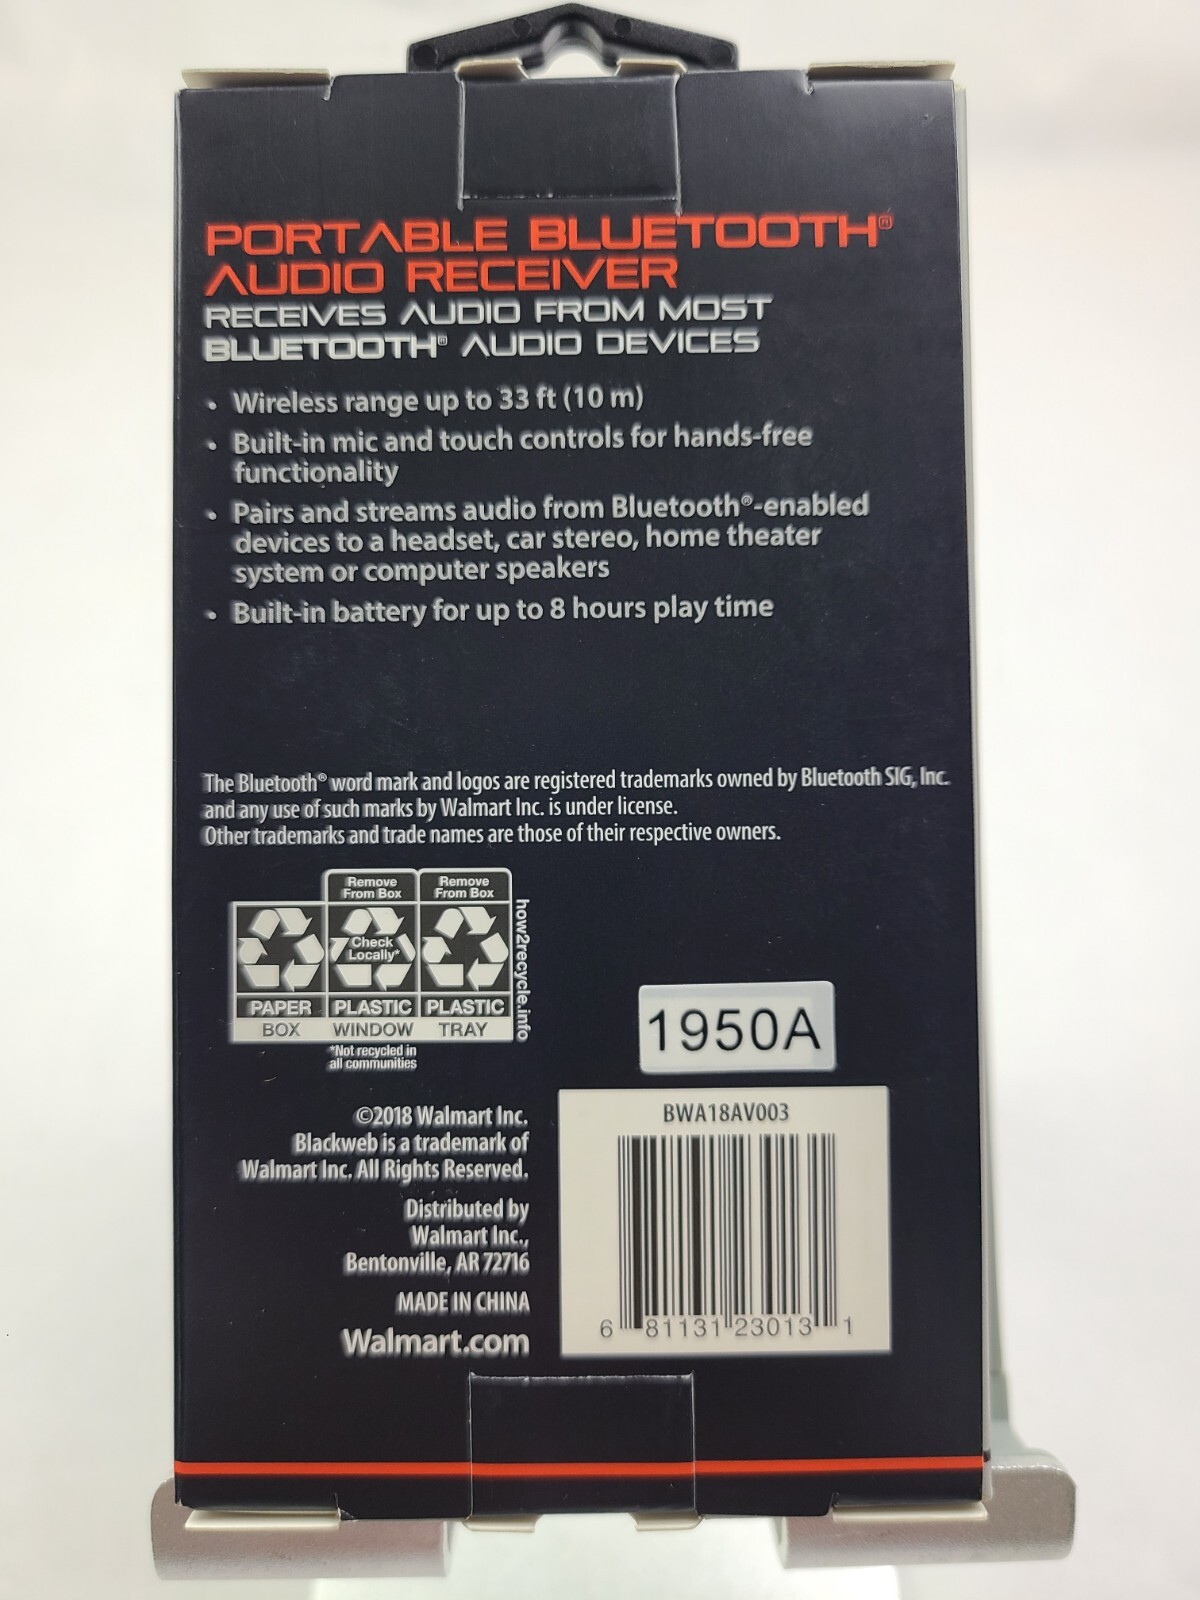 PORTABLE BLUETOOTH®
AUDIO RECEIVER
RECEIVES AUDIO FROM MOST
BLUETOOTH® AUDIO DEVICES
• Wireless range up to 33 ft (10 m)
• Built-in mic and touch controls for hands-free
functionality
• Pairs and streams audio from Bluetooth®-enabled
devices to a headset, car stereo, home theater
system or computer speakers
• Built-in battery for up to 8 hours play time
The Bluetooth® word mark and logos are registered trademarks owned by Bluetooth SIG, Inc.
and any use of such marks by Walmart Inc. is under license.
Other trademarks and trade names are those of their respective owners.
Remove
From Box
Remove
From Box
Check
Locally*
PAPER
BOX
PLASTIC
WINDOW
PLASTIC
TRAY
how2recycle.info
*Not recycled in
all communities
1950A
©2018 Walmart Inc.
Blackweb is a trademark of
Walmart Inc. All Rights Reserved.
Distributed by
Walmart Inc.,
Bentonville, AR 72716
MADE IN CHINA
Walmart.com
BWA18AV003
6 81131 23013 1